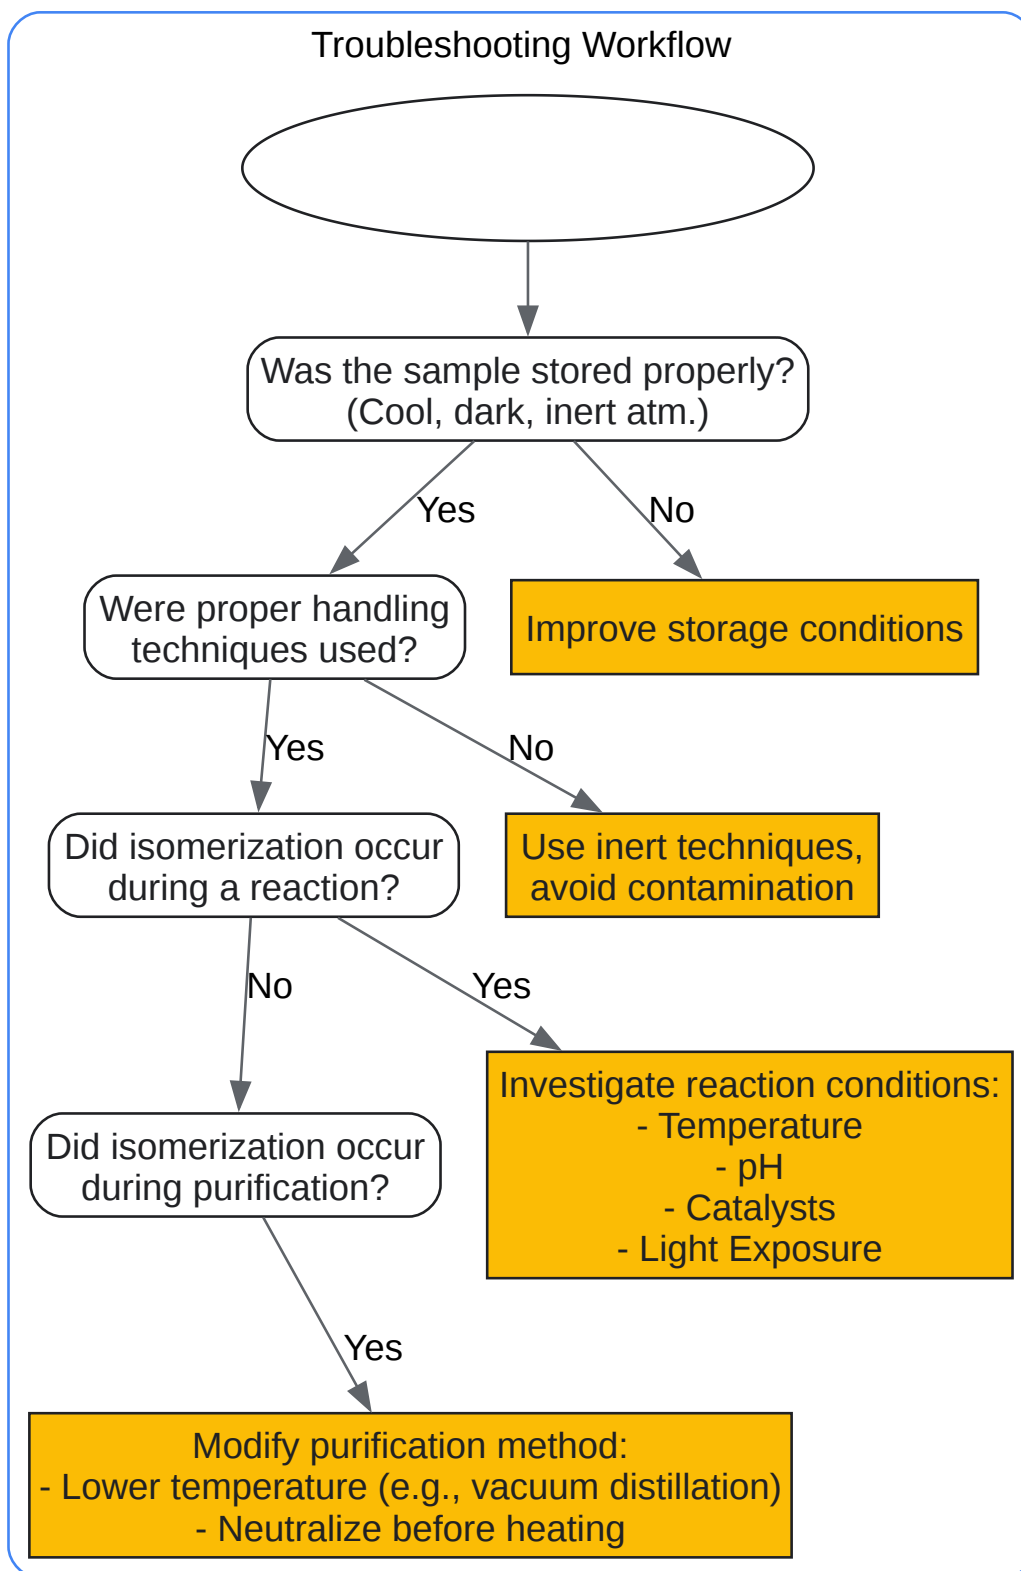 Troubleshooting Workflow
Was the sample stored properly?
(Cool, dark, inert atm.)
Yes
No
Were proper handling
techniques used?
Improve storage conditions
Yes
No
Did isomerization occur
during a reaction?
Use inert techniques,
avoid contamination
No
Yes
Investigate reaction conditions:
- Temperature
- pH
- Catalysts
- Light Exposure
Did isomerization occur
during purification?
Yes
Modify purification method:
- Lower temperature (e.g., vacuum distillation)
- Neutralize before heating